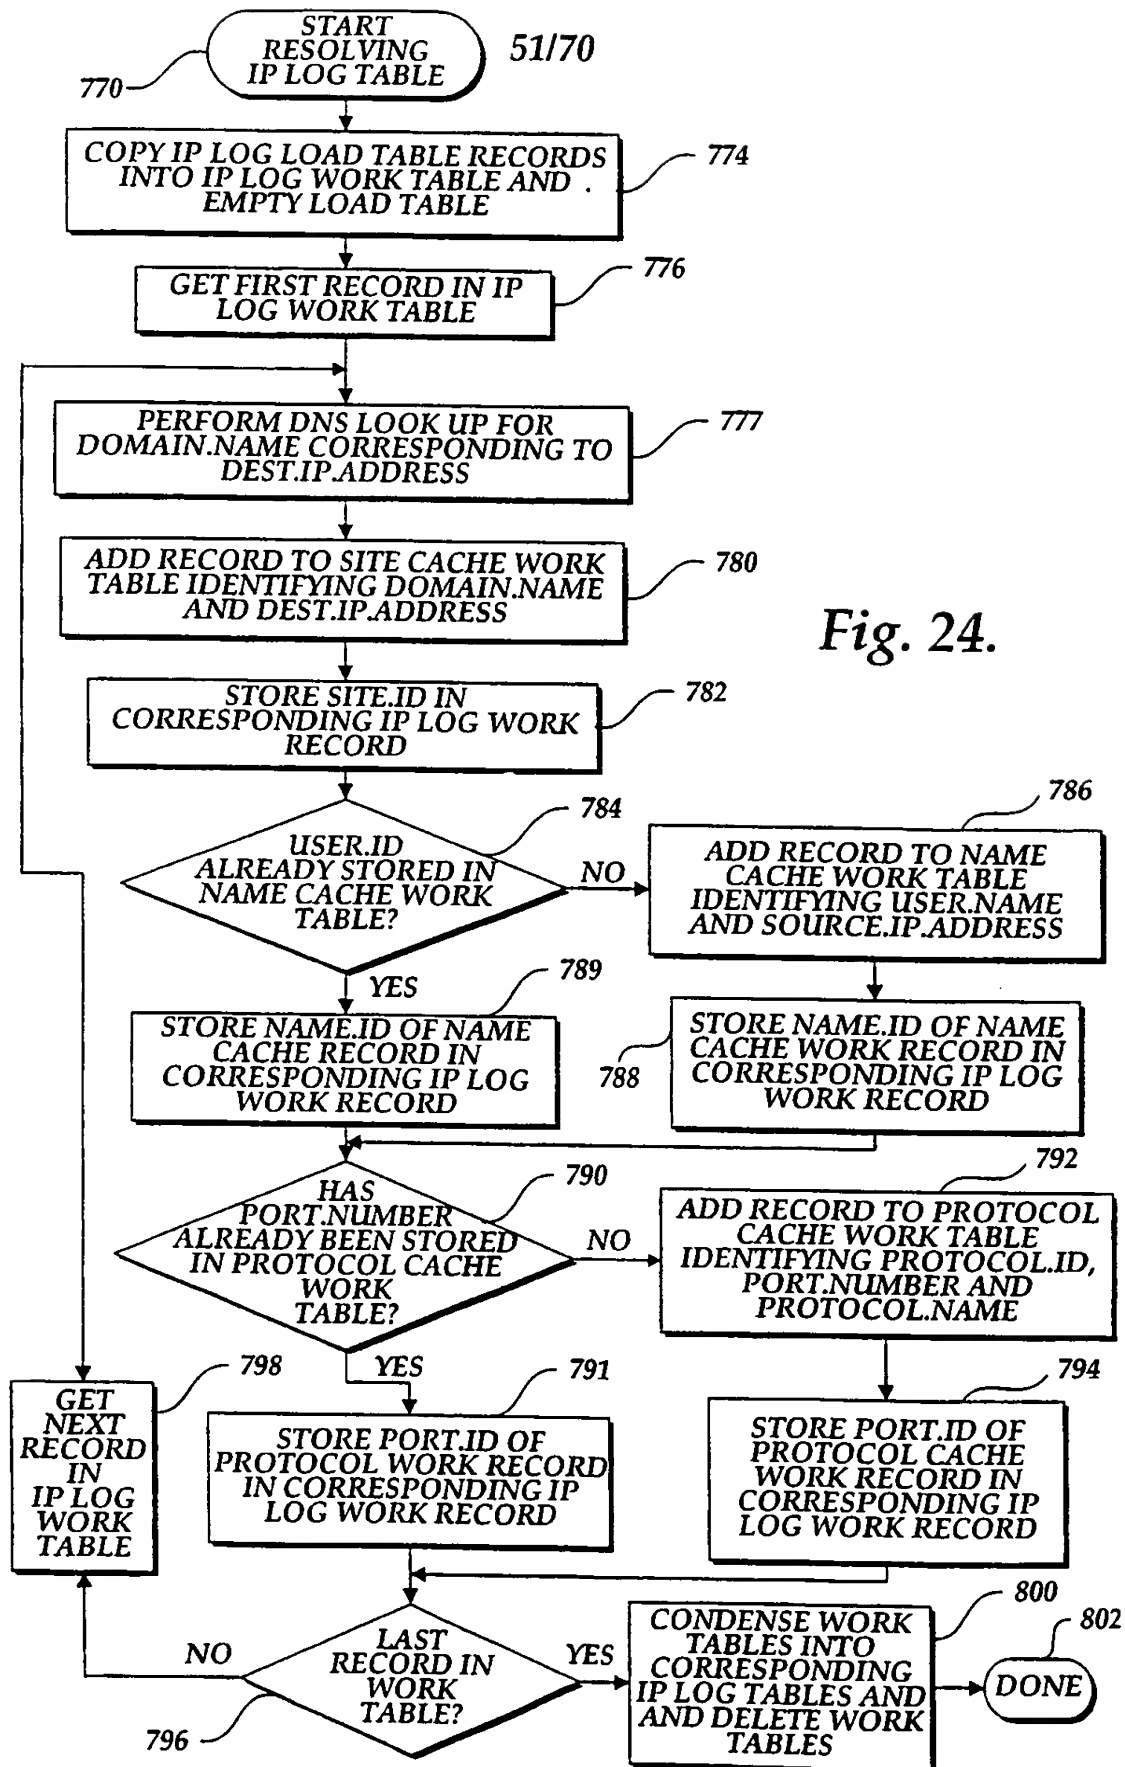 START
RESOLVING
IP LOG TABLE
51/70
770
COPY IP LOG LOAD TABLE RECORDS
INTO IP LOG WORK TABLE AND .
EMPTY LOAD TABLE
774
GET FIRST RECORD IN IP
LOG WORK TABLE
776
PERFORM DNS LOOK UP FOR
DOMAIN.NAME CORRESPONDING TO
DEST.IP.ADDRESS
777
ADD RECORD TO SITE CACHE WORK
TABLE IDENTIFYING DOMAIN.NAME
AND DEST.IP.ADDRESS
780
Fig. 24.
STORE SITE.ID IN
CORRESPONDING IP LOG WORK
RECORD
782
USER.ID
ALREADY STORED IN
NAME CACHE WORK
TABLE?
784
NO
YES
ADD RECORD TO NAME
CACHE WORK TABLE
IDENTIFYING USER.NAME
AND SOURCE.IP.ADDRESS
786
STORE NAME.ID OF NAME
CACHE RECORD IN
CORRESPONDING IP LOG
WORK RECORD
789
STORE NAME.ID OF NAME
CACHE WORK RECORD IN
CORRESPONDING IP LOG
WORK RECORD
788
HAS
PORT.NUMBER
ALREADY BEEN STORED
IN PROTOCOL CACHE
WORK
TABLE?
790
NO
YES
ADD RECORD TO PROTOCOL
CACHE WORK TABLE
IDENTIFYING PROTOCOL.ID,
PORT.NUMBER AND
PROTOCOL.NAME
792
GET
NEXT
RECORD
IN
IP LOG
WORK
TABLE
798
STORE PORT.ID OF
PROTOCOL WORK RECORD
IN CORRESPONDING IP
LOG WORK RECORD
791
STORE PORT.ID OF
PROTOCOL CACHE
WORK RECORD IN
CORRESPONDING IP
LOG WORK RECORD
794
LAST
RECORD IN
WORK
TABLE?
796
NO
YES
CONDENSE WORK
TABLES INTO
CORRESPONDING
IP LOG TABLES AND
AND DELETE WORK
TABLES
800
DONE
802